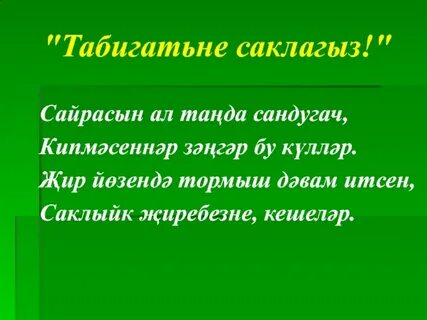 "Табигатьне саклагыз!"
Сайрасын ал таңда сандугач,
Кипмәсеннәр зәңгәр бу күлләр.
Җир йөзендә тормыш дәвам итсен,
Саклыйк җиребезне, кешеләр.